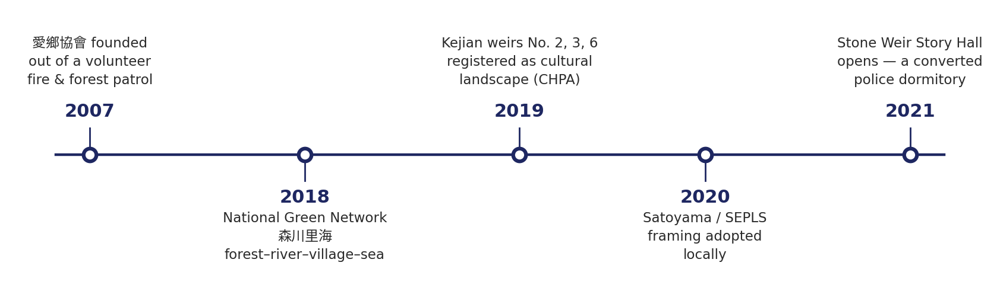 愛鄉協會 founded
out of a volunteer
fire & forest patrol
2007
2018
National Green Network
森川里海
forest–river–village–sea
Kejian weirs No. 2, 3, 6
registered as cultural
landscape (CHPA)
2019
2020
Satoyama / SEPLS
framing adopted
locally
Stone Weir Story Hall
opens — a converted
police dormitory
2021